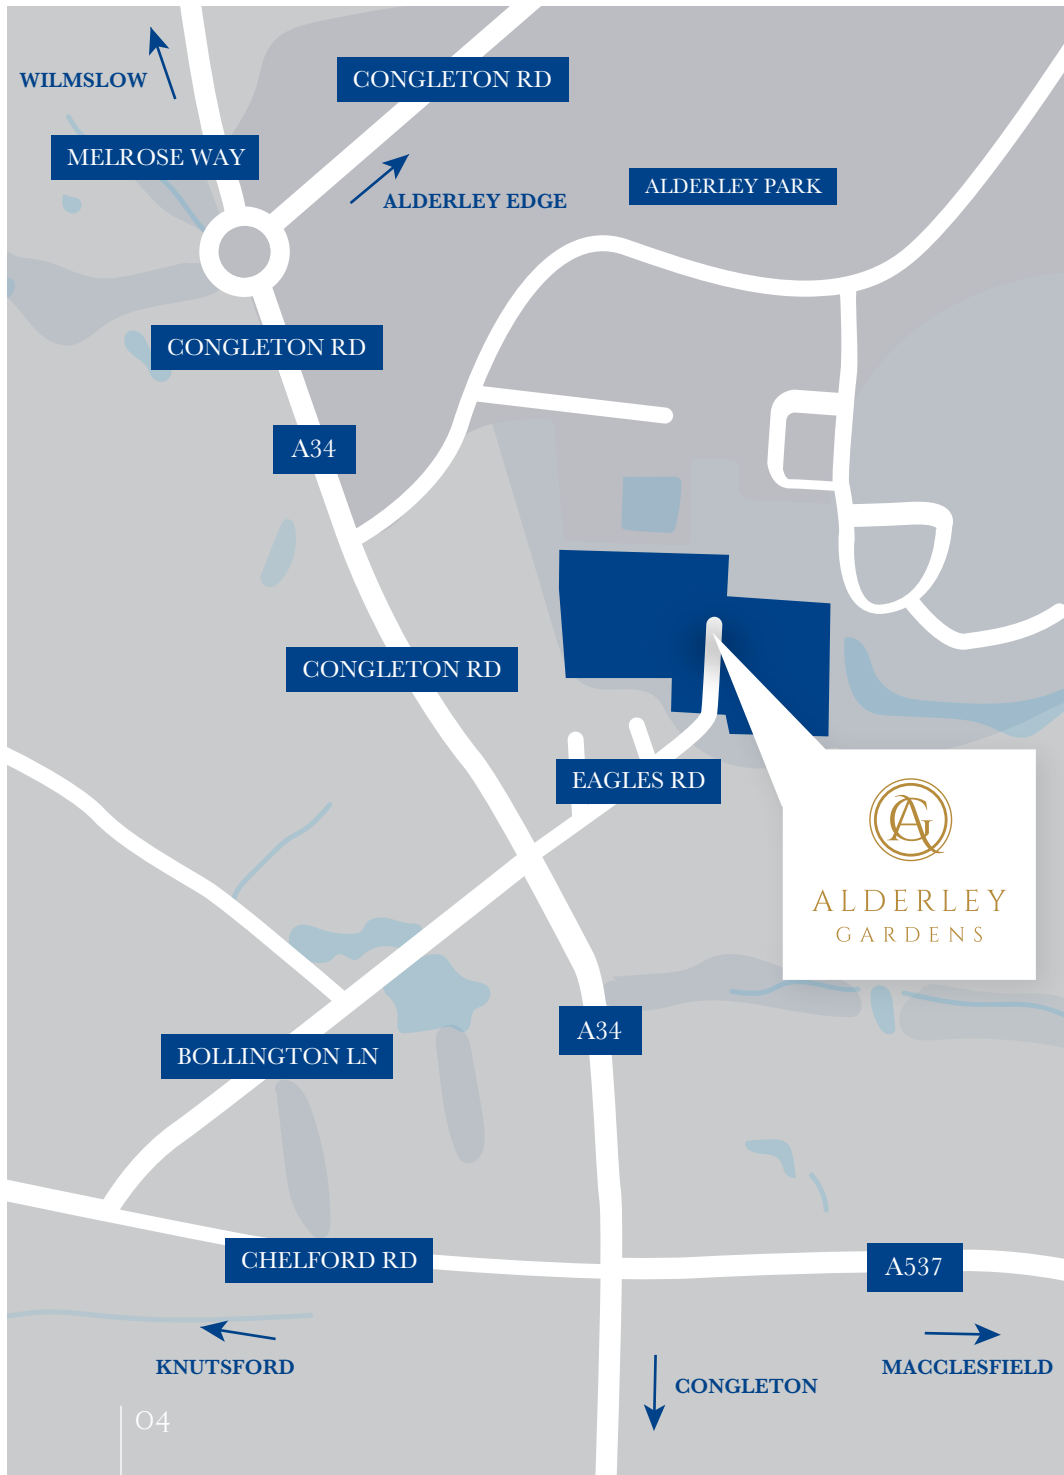 WILMSLOW
CONGLETON RD
MELROSE WAY
ALDERLEY PARK
ALDERLEY EDGE
CONGLETON RD
A34
CONGLETON RD
EAGLES RD
AG
ALDERLEY
GARDENS
A34
BOLLINGTON LN
CHELFORD RD
A537
KNUTSFORD
MACCLESFIELD
CONGLETON
04